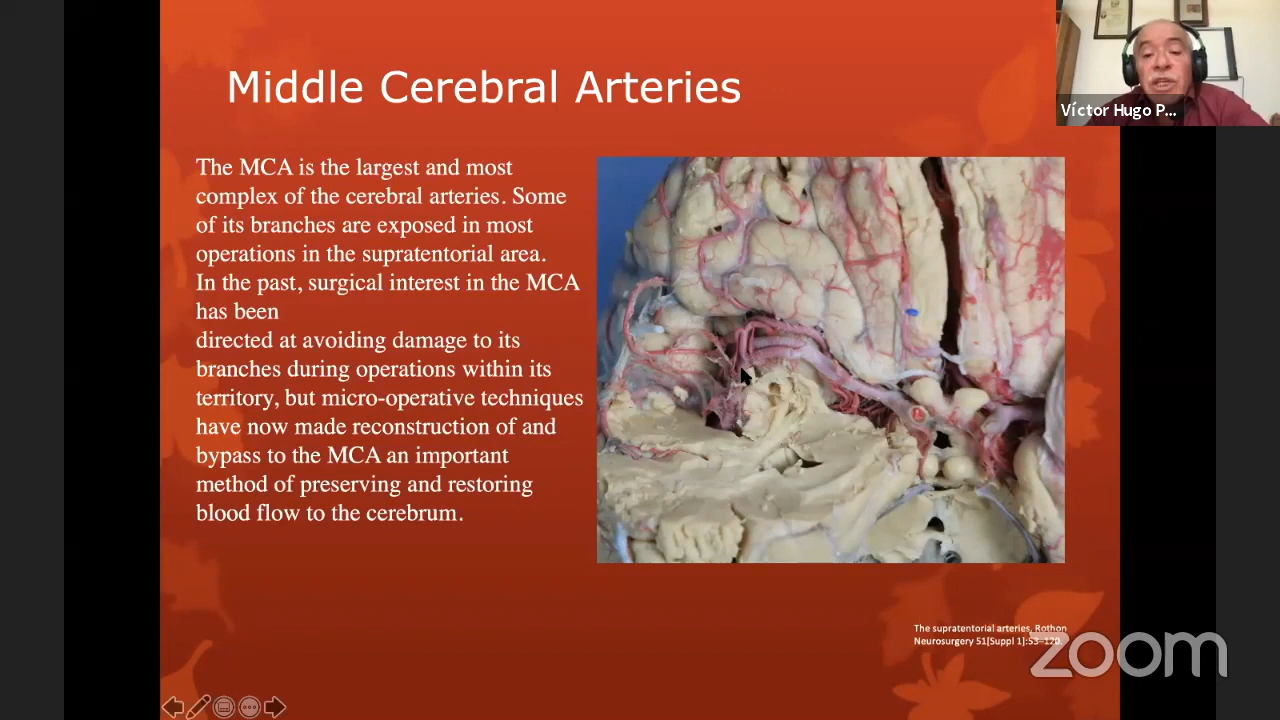 Middle Cerebral Arteries
Víctor Hugo P...
The MCA is the largest and most
complex of the cerebral arteries. Some
of its branches are exposed in most
operations in the supratentorial area.
In the past, surgical interest in the MCA
has been
directed at avoiding damage to its
branches during operations within its
territory, but micro-operative techniques
have now made reconstruction of and
bypass to the MCA an important
method of preserving and restoring
blood flow to the cerebrum.
The supratentorial arteries, Rothon
Neurosurgery 51[Suppl 1]:53–120.
zoom